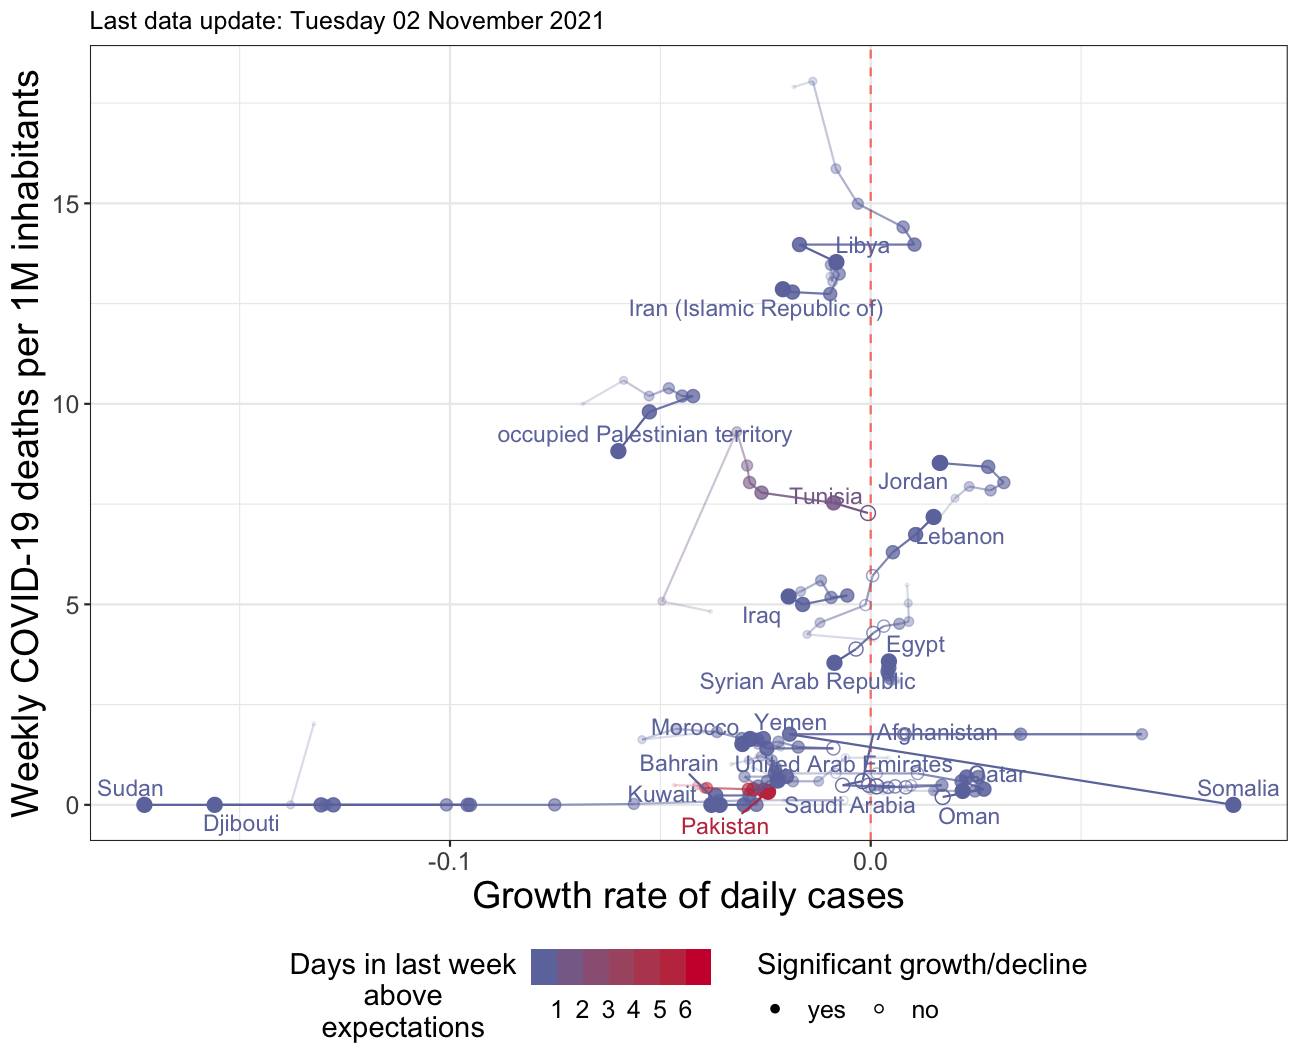 Last data update: Tuesday 02 November 2021
Weekly COVID-19 deaths per 1M inhabitants
15
10
5
0
Libya
Iran (Islamic Republic of)
occupied Palestinian territory
Tunisia
Jordan
Lebanon
Iraq
Egypt
Syrian Arab Republic
Morocco
Yemen
Afghanistan
Bahrain
United Arab Emirates
Qatar
Sudan
Kuwait
Saudi Arabia
Somalia
Djibouti
Pakistan
Oman
-0.1
0.0
Growth rate of daily cases
Days in last week
above
expectations
1 2 3 4 5 6
Significant growth/decline
yes
no